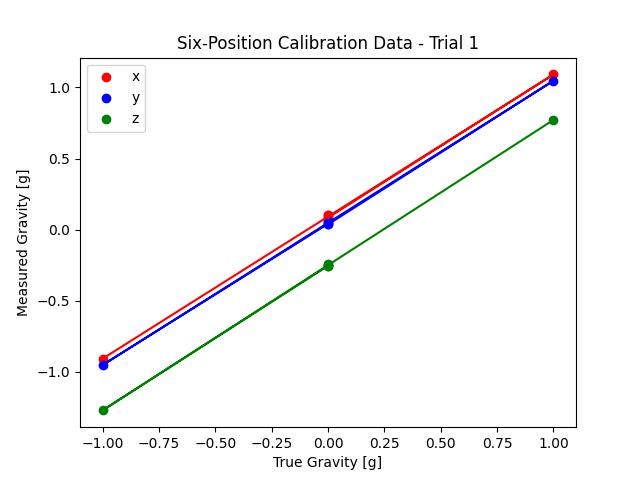 Six-Position Calibration Data - Trial 1
x
y
z
Measured Gravity [g]
1.0
0.5
0.0
−0.5
−1.0
−1.00 −0.75 −0.50 −0.25 0.00 0.25 0.50 0.75 1.00
True Gravity [g]